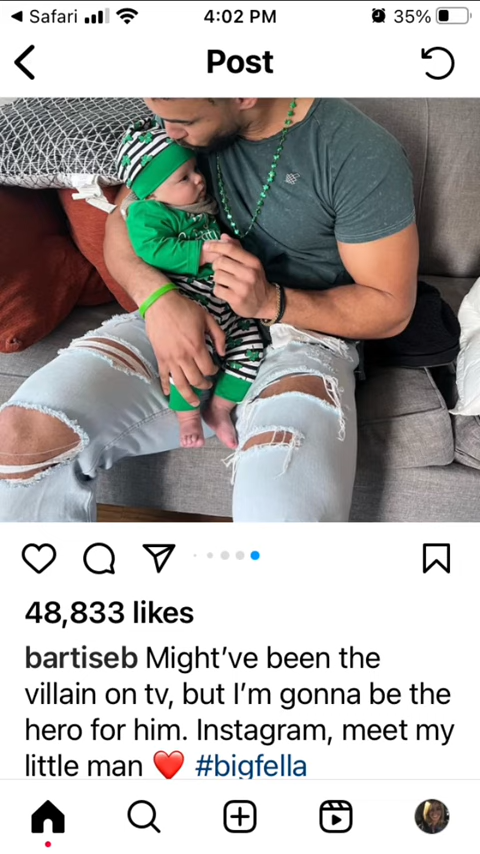 Safari 4:02 PM 35%
Post
48,833 likes
bartiseb Might’ve been the
villain on tv, but I’m gonna be the
hero for him. Instagram, meet my
little man ❤️ #bigfella